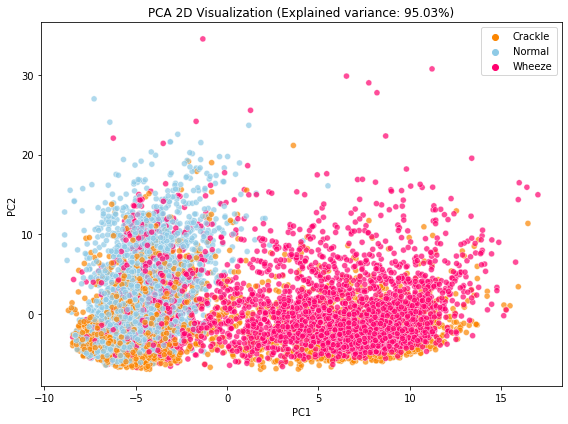 PCA 2D Visualization (Explained variance: 95.03%)
Crackle
Normal
Wheeze
30
20
10
0
PC2
−10
−5
0
5
10
15
PC1